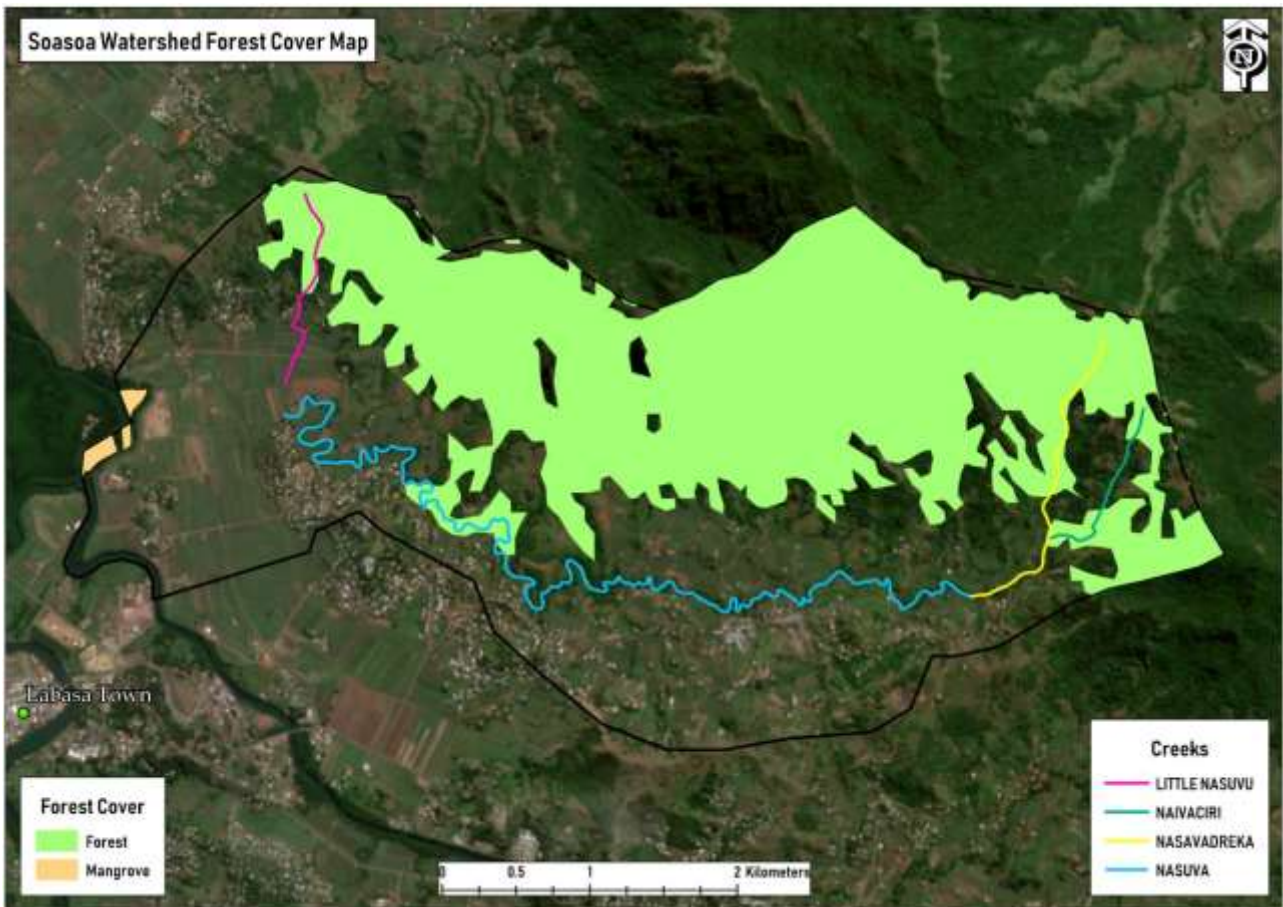 Soasoa Watershed Forest Cover Map
N
Labasa Town
Forest Cover
Forest
Mangrove
0 0.5 1 2 Kilometers
Creeks
LITTLE NASUVU
NAIVACIRI
NASAVADREKA
NASUVA